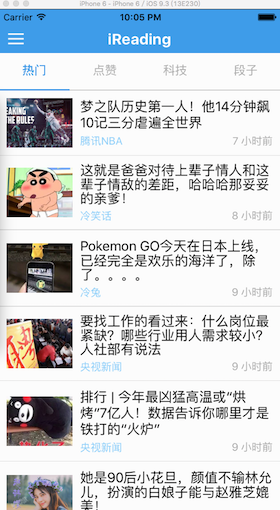 iPhone 6 - iPhone 6 / iOS 9.3 (13E230)
Carrier 10:05 PM
iReading
热门 点赞 科技 段子
梦之队历史第一人！他14分钟飙
10记三分虐遍全世界
腾讯NBA 7 小时前
这就是爸爸对待上辈子情人和这
辈子情敌的差距，哈哈哈那妥妥
的亲爹！
冷笑话 8 小时前
Pokemon GO今天在日本上线，
已经完全是欢乐的海洋了，除
了。。。。
冷兔 9 小时前
要找工作的看过来：什么岗位最
紧缺？哪些行业用人需求较小？
人社部有说法
央视新闻 9 小时前
排行 | 今年最凶猛高温或“烘
烤”7亿人！数据告诉你哪里才是
铁打的“火炉”
央视新闻 9 小时前
她是90后小花旦，颜值不输林允
儿，扮演的白娘子能与赵雅芝媲
美！